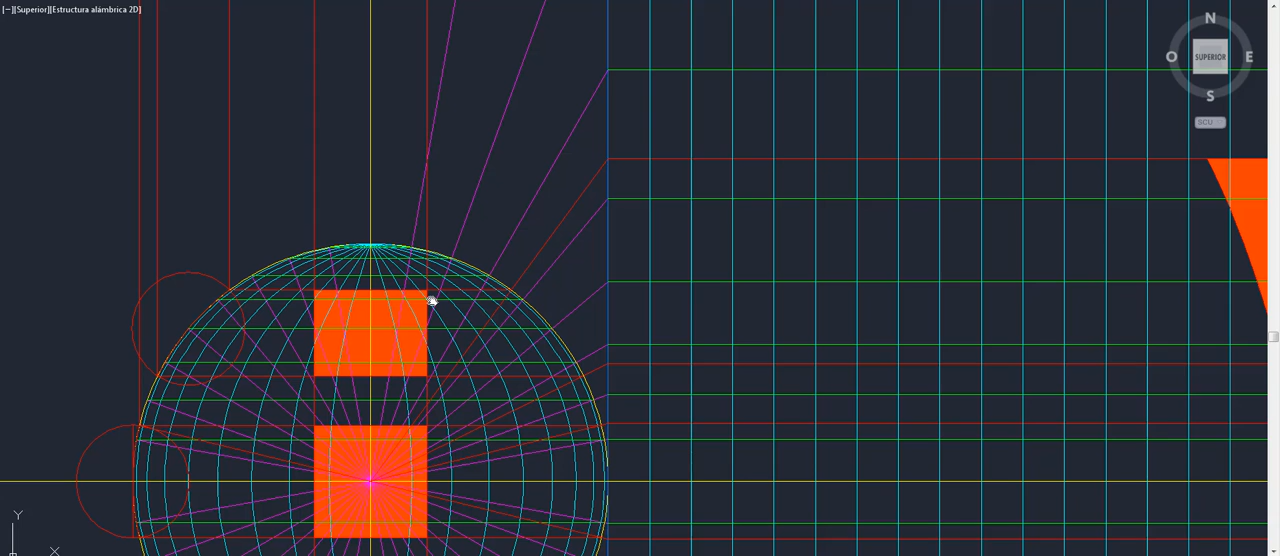 [−][Superior][Estructura alámbrica 2D]
N
O
SUPERIOR
E
S
SCU
Y
X